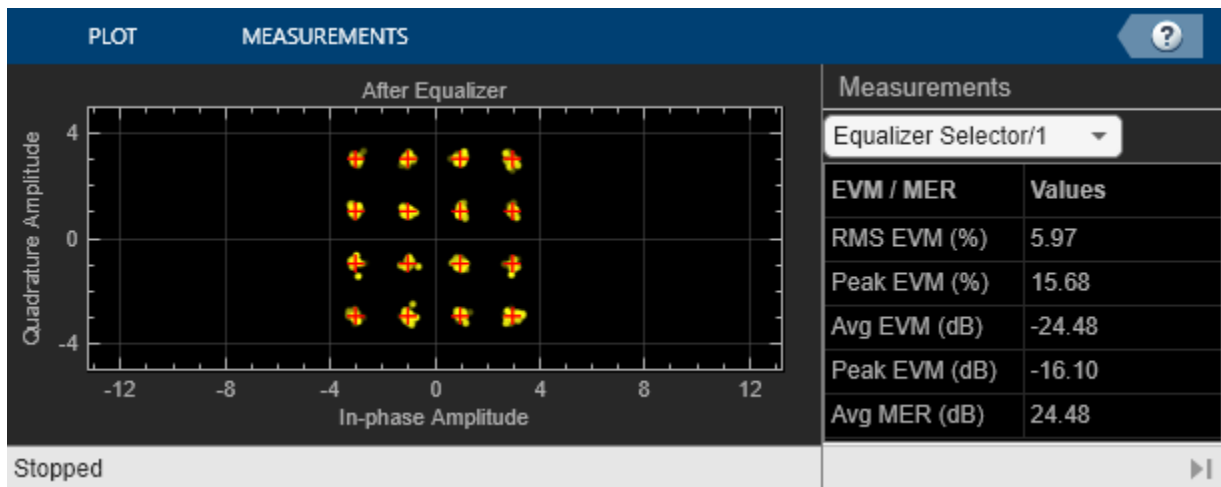 PLOT MEASUREMENTS ?
After Equalizer
Quadrature Amplitude
4
0
-4
-12 -8 -4 0 4 8 12
In-phase Amplitude
Measurements
Equalizer Selector/1
EVM / MER Values
RMS EVM (%) 5.97
Peak EVM (%) 15.68
Avg EVM (dB) -24.48
Peak EVM (dB) -16.10
Avg MER (dB) 24.48
Stopped